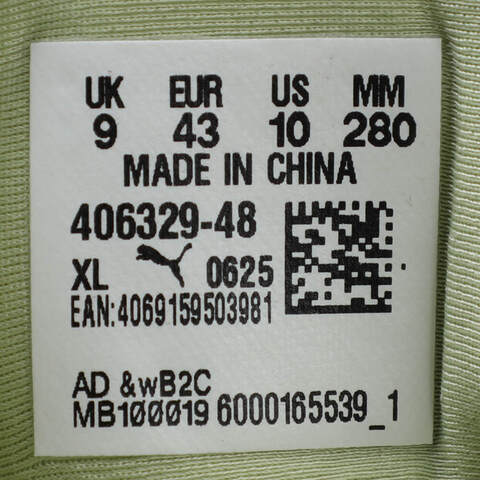 UK EUR US MM
9 43 10 280
MADE IN CHINA
406329-48
XL 0625
EAN:4069159503981
AD &wB2C
MB100019 6000165539_1